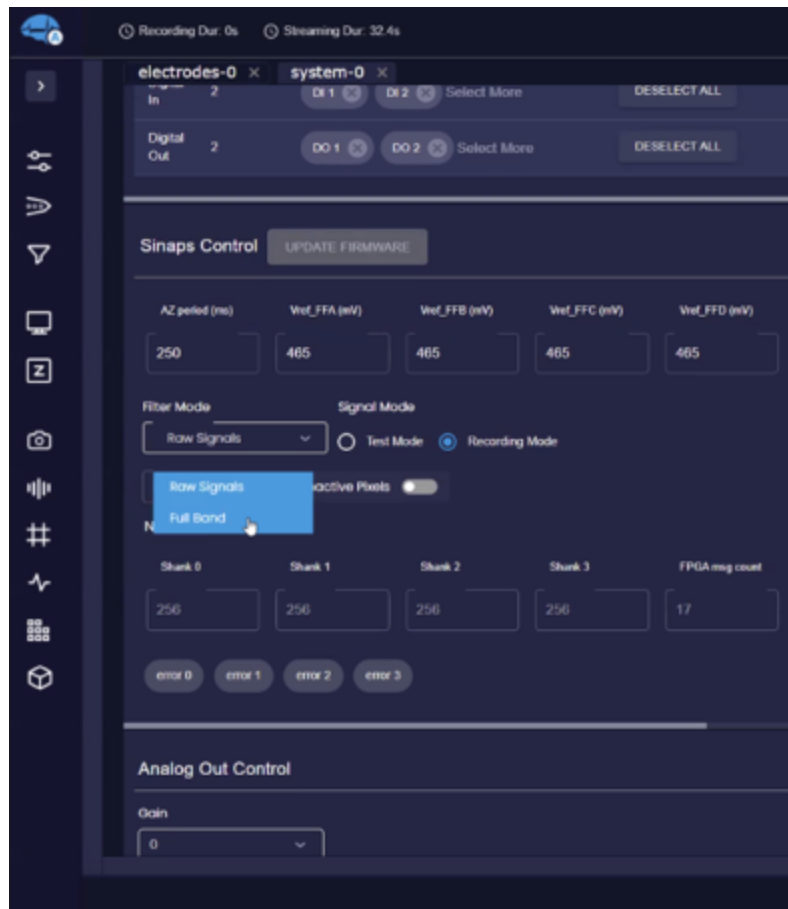 Recording Dur: 0s Streaming Dur: 32.4s
electrodes-0 × system-0 ×
In 2 DI 1 DI 2 Select More DESELECT ALL
Digital
Out 2 DO 1 DO 2 Select More DESELECT ALL
Sinaps Control UPDATE FIRMWARE
AZ period (ms) Vref_FFA (mV) Vref_FFB (mV) Vref_FFC (mV) Vref_FFD (mV)
250 465 465 465 465
Filter Mode Signal Mode
Raw Signals Test Mode Recording Mode
Raw Signals active Pixels
Full Band
N
Shank 0 Shank 1 Shank 2 Shank 3 FPGA msg count
256 256 256 256 17
error 0 error 1 error 2 error 3
Analog Out Control
Gain
0